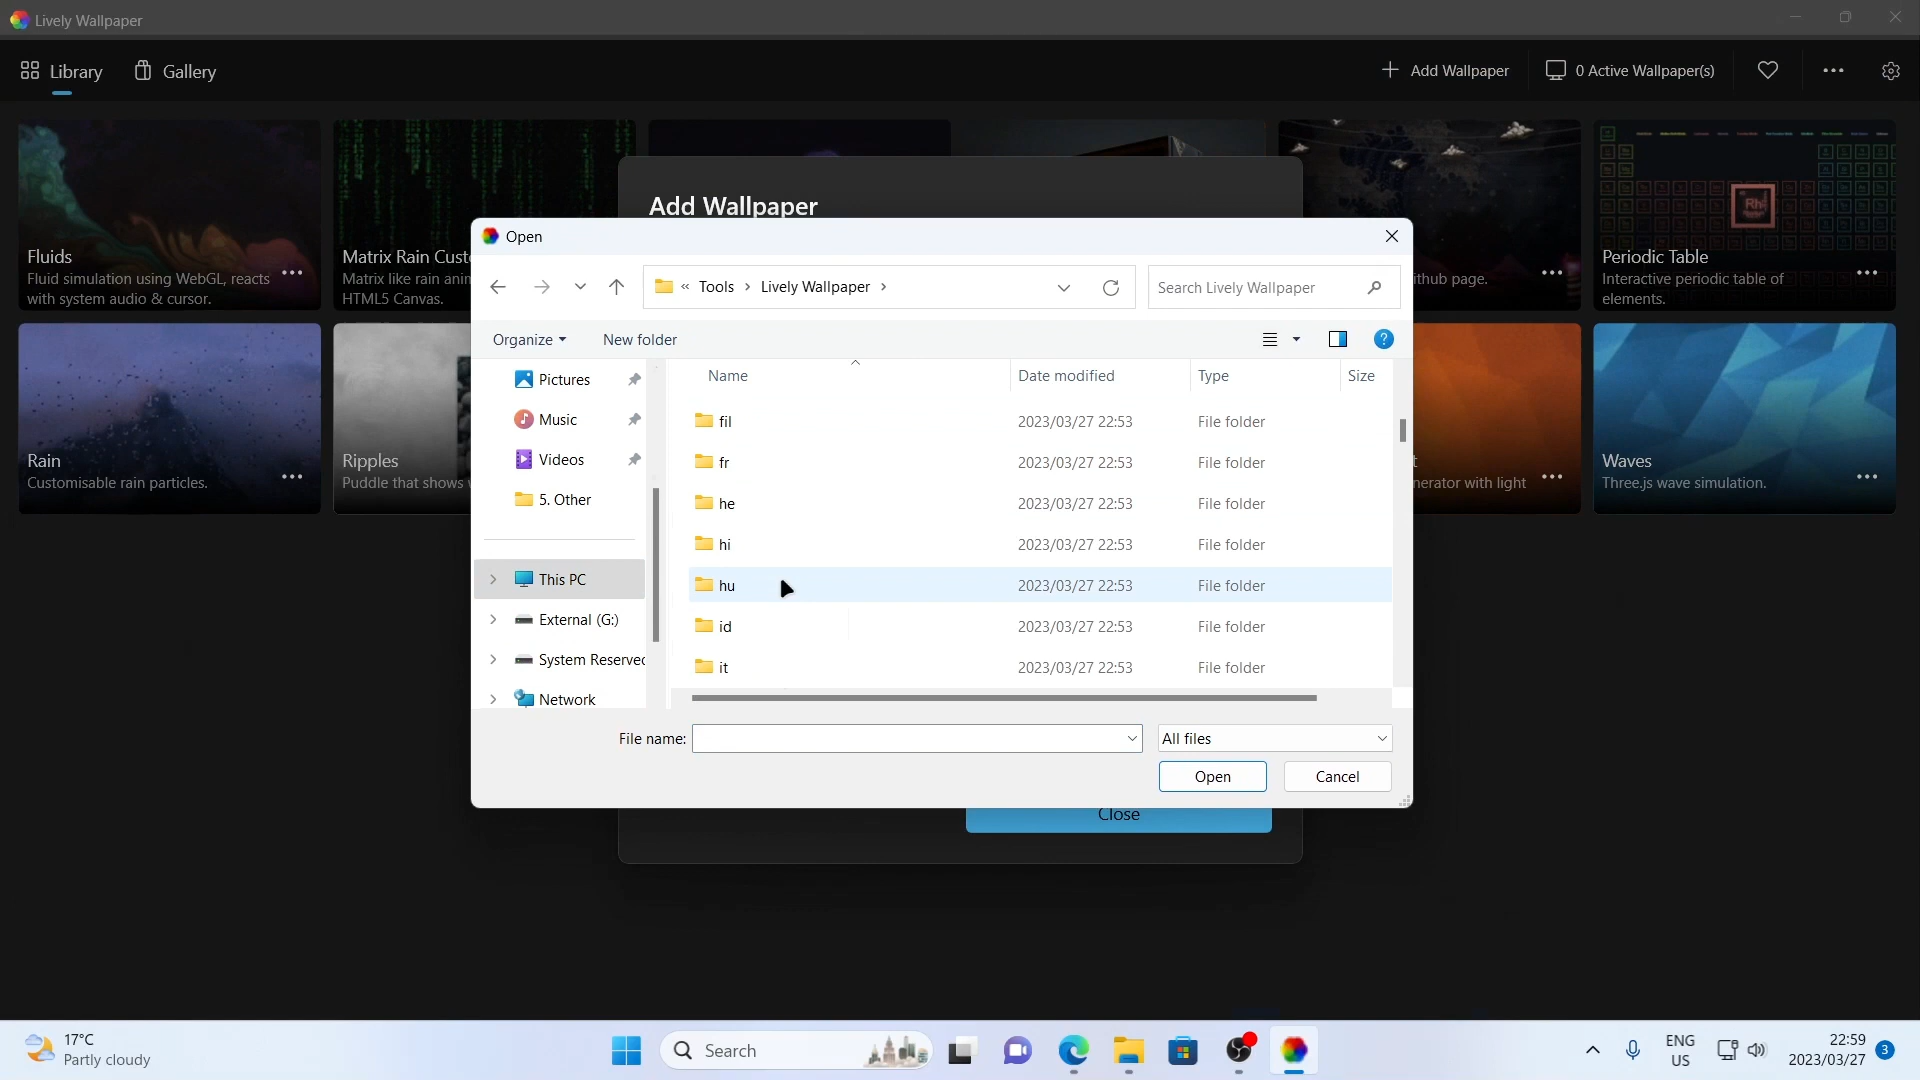 Lively Wallpaper
Library
Gallery
Add Wallpaper
0 Active Wallpaper(s)
Fluids
Fluid simulation using WebGL, reacts
with system audio & cursor.
Matrix Rain Cust
Matrix like rain anim
HTML5 Canvas.
ithub page.
Rh
Periodic Table
Interactive periodic table of
elements.
Rain
Customisable rain particles.
Ripples
Puddle that shows
t
nerator with light
Waves
Three.js wave simulation.
Add Wallpaper
Open
« Tools › Lively Wallpaper ›
Search Lively Wallpaper
Organize
New folder
Pictures
Music
Videos
5. Other
This PC
External (G:)
System Reserved
Network
Name Date modified Type Size
fil 2023/03/27 22:53 File folder
fr 2023/03/27 22:53 File folder
he 2023/03/27 22:53 File folder
hi 2023/03/27 22:53 File folder
hu 2023/03/27 22:53 File folder
id 2023/03/27 22:53 File folder
it 2023/03/27 22:53 File folder
File name:
All files
Open
Cancel
Close
17°C
Partly cloudy
Search
ENG
US
22:59
2023/03/27
3